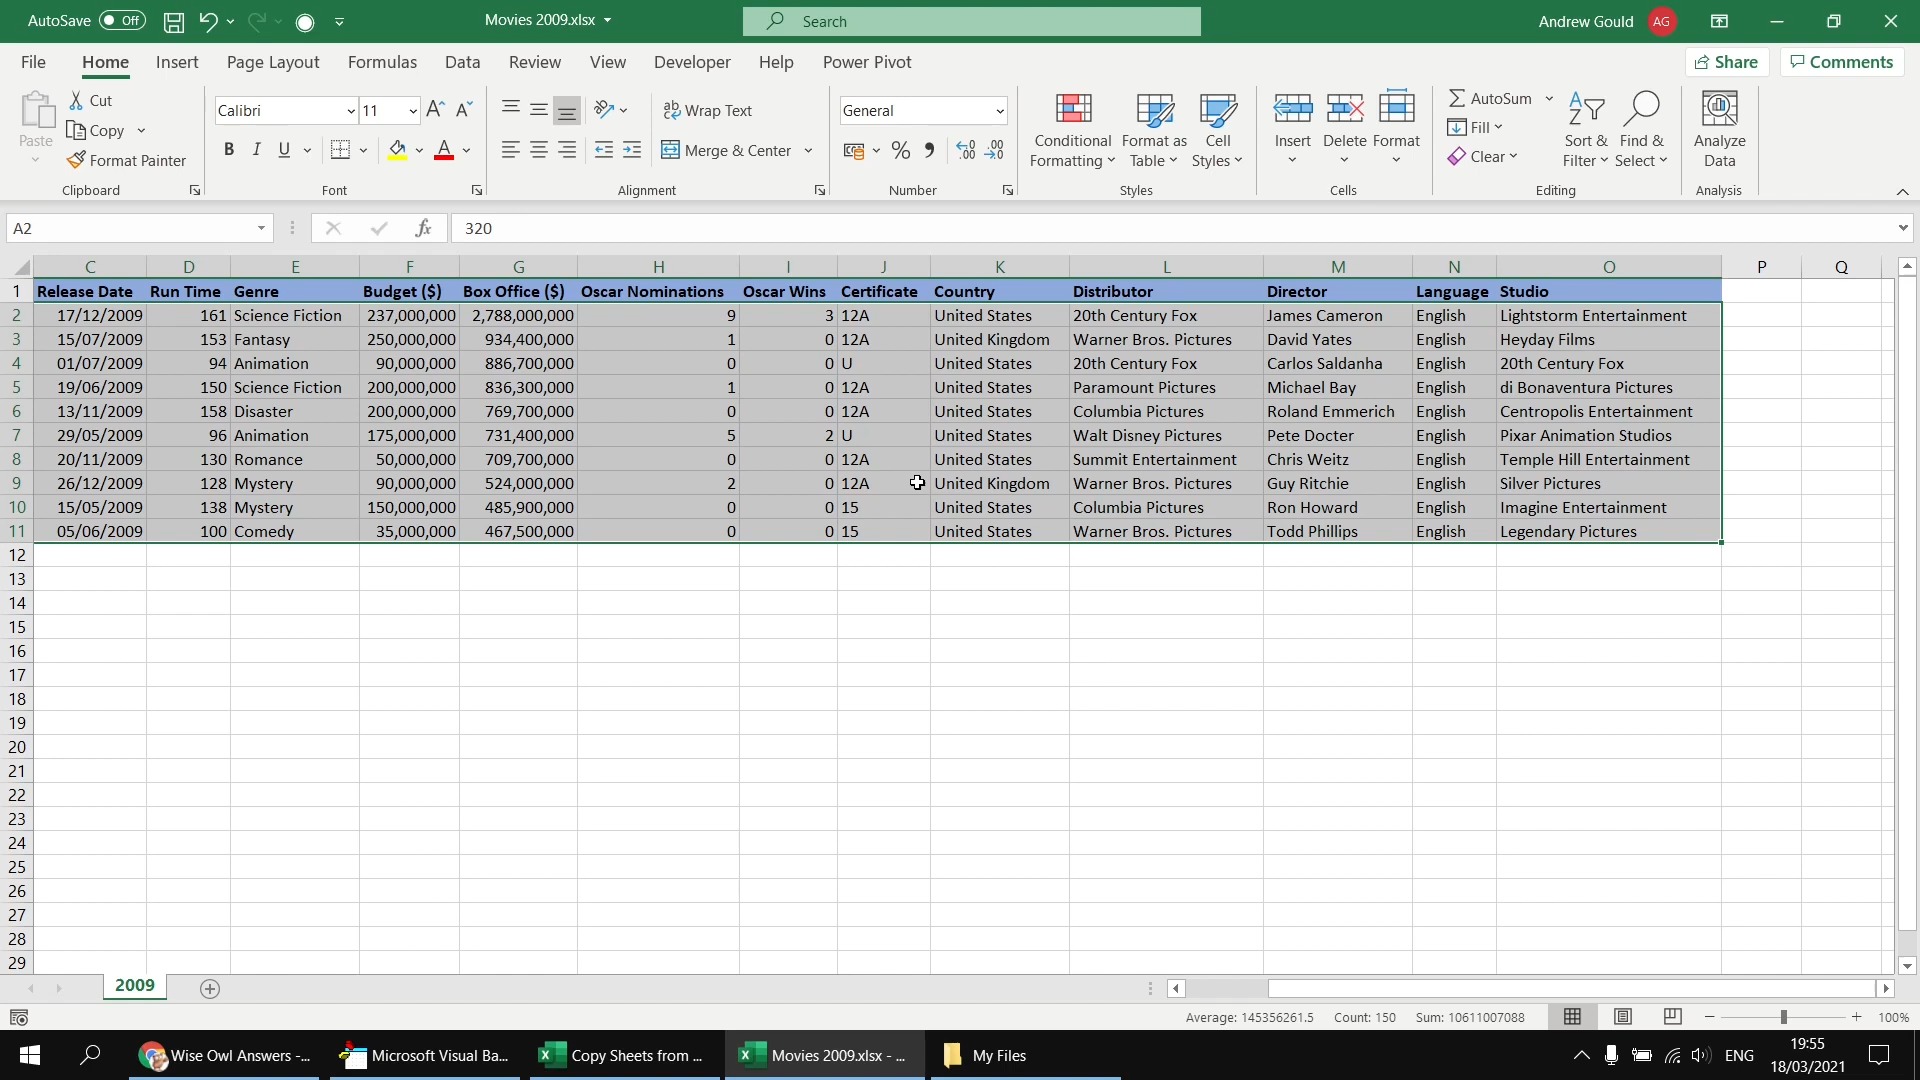 AutoSave Off Movies 2009.xlsx Search Andrew Gould AG
File Home Insert Page Layout Formulas Data Review View Developer Help Power Pivot Share Comments
Paste Cut Copy Format Painter Clipboard
Calibri 11 B I U A Font
Wrap Text Merge & Center Alignment
General % Number
Conditional Formatting Format as Table Cell Styles Styles
Insert Delete Format Cells
AutoSum Fill Clear Sort & Filter Find & Select Editing
Analyze Data Analysis
A2 fx 320
C D E F G H I J K L M N O P Q
1 Release Date Run Time Genre Budget ($) Box Office ($) Oscar Nominations Oscar Wins Certificate Country Distributor Director Language Studio
2 17/12/2009 161 Science Fiction 237,000,000 2,788,000,000 9 3 12A United States 20th Century Fox James Cameron English Lightstorm Entertainment
3 15/07/2009 153 Fantasy 250,000,000 934,400,000 1 0 12A United Kingdom Warner Bros. Pictures David Yates English Heyday Films
4 01/07/2009 94 Animation 90,000,000 886,700,000 0 0 U United States 20th Century Fox Carlos Saldanha English 20th Century Fox
5 19/06/2009 150 Science Fiction 200,000,000 836,300,000 1 0 12A United States Paramount Pictures Michael Bay English di Bonaventura Pictures
6 13/11/2009 158 Disaster 200,000,000 769,700,000 0 0 12A United States Columbia Pictures Roland Emmerich English Centropolis Entertainment
7 29/05/2009 96 Animation 175,000,000 731,400,000 5 2 U United States Walt Disney Pictures Pete Docter English Pixar Animation Studios
8 20/11/2009 130 Romance 50,000,000 709,700,000 0 0 12A United States Summit Entertainment Chris Weitz English Temple Hill Entertainment
9 26/12/2009 128 Mystery 90,000,000 524,000,000 2 0 12A United Kingdom Warner Bros. Pictures Guy Ritchie English Silver Pictures
10 15/05/2009 138 Mystery 150,000,000 485,900,000 0 0 15 United States Columbia Pictures Ron Howard English Imagine Entertainment
11 05/06/2009 100 Comedy 35,000,000 467,500,000 0 0 15 United States Warner Bros. Pictures Todd Phillips English Legendary Pictures
12
13
14
15
16
17
18
19
20
21
22
23
24
25
26
27
28
29
2009
Average: 145356261.5 Count: 150 Sum: 10611007088 100%
Wise Owl Answers -... Microsoft Visual Ba... Copy Sheets from ... Movies 2009.xlsx - ... My Files ENG 19:55
18/03/2021